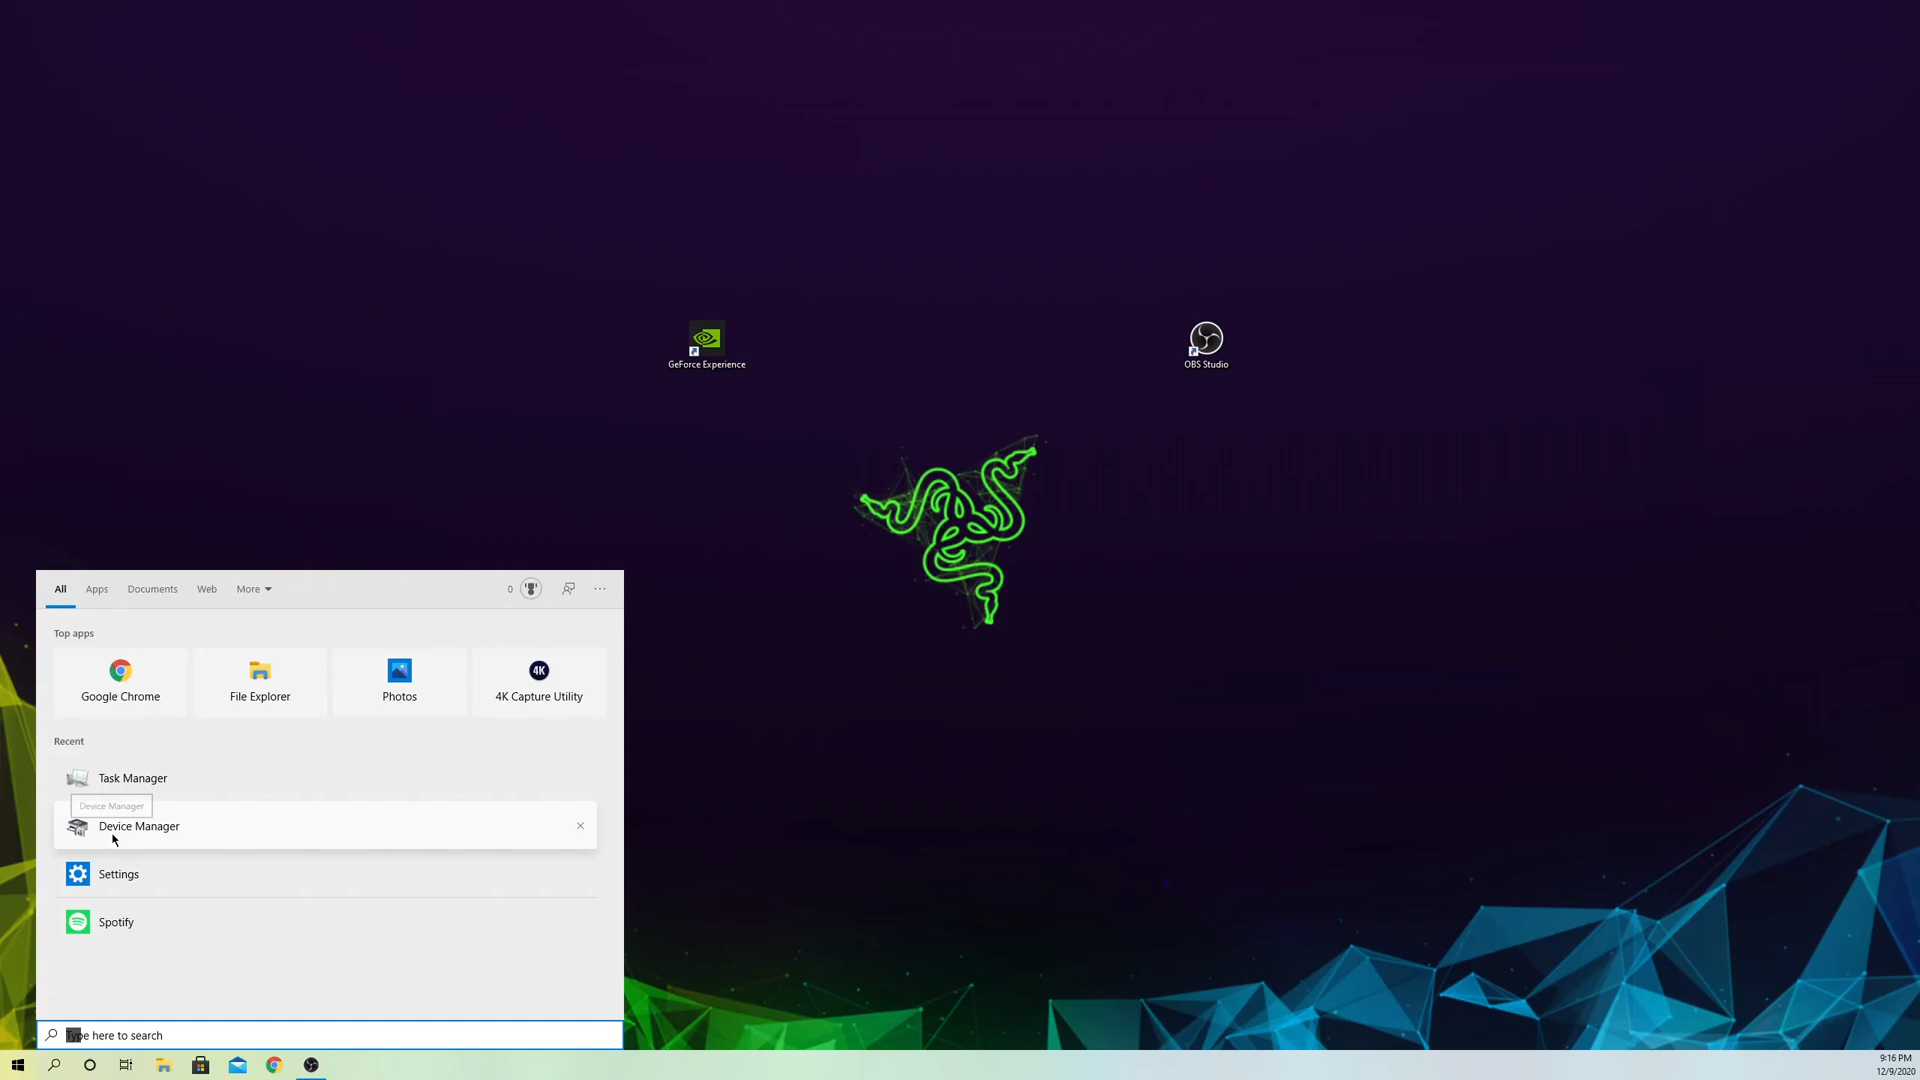 GeForce Experience
OBS Studio
All Apps Documents Web More 0
Top apps
Google Chrome File Explorer Photos 4K 4K Capture Utility
Recent
Task Manager
Device Manager
Device Manager
Settings
Spotify
Type here to search
9:16 PM
12/9/2020